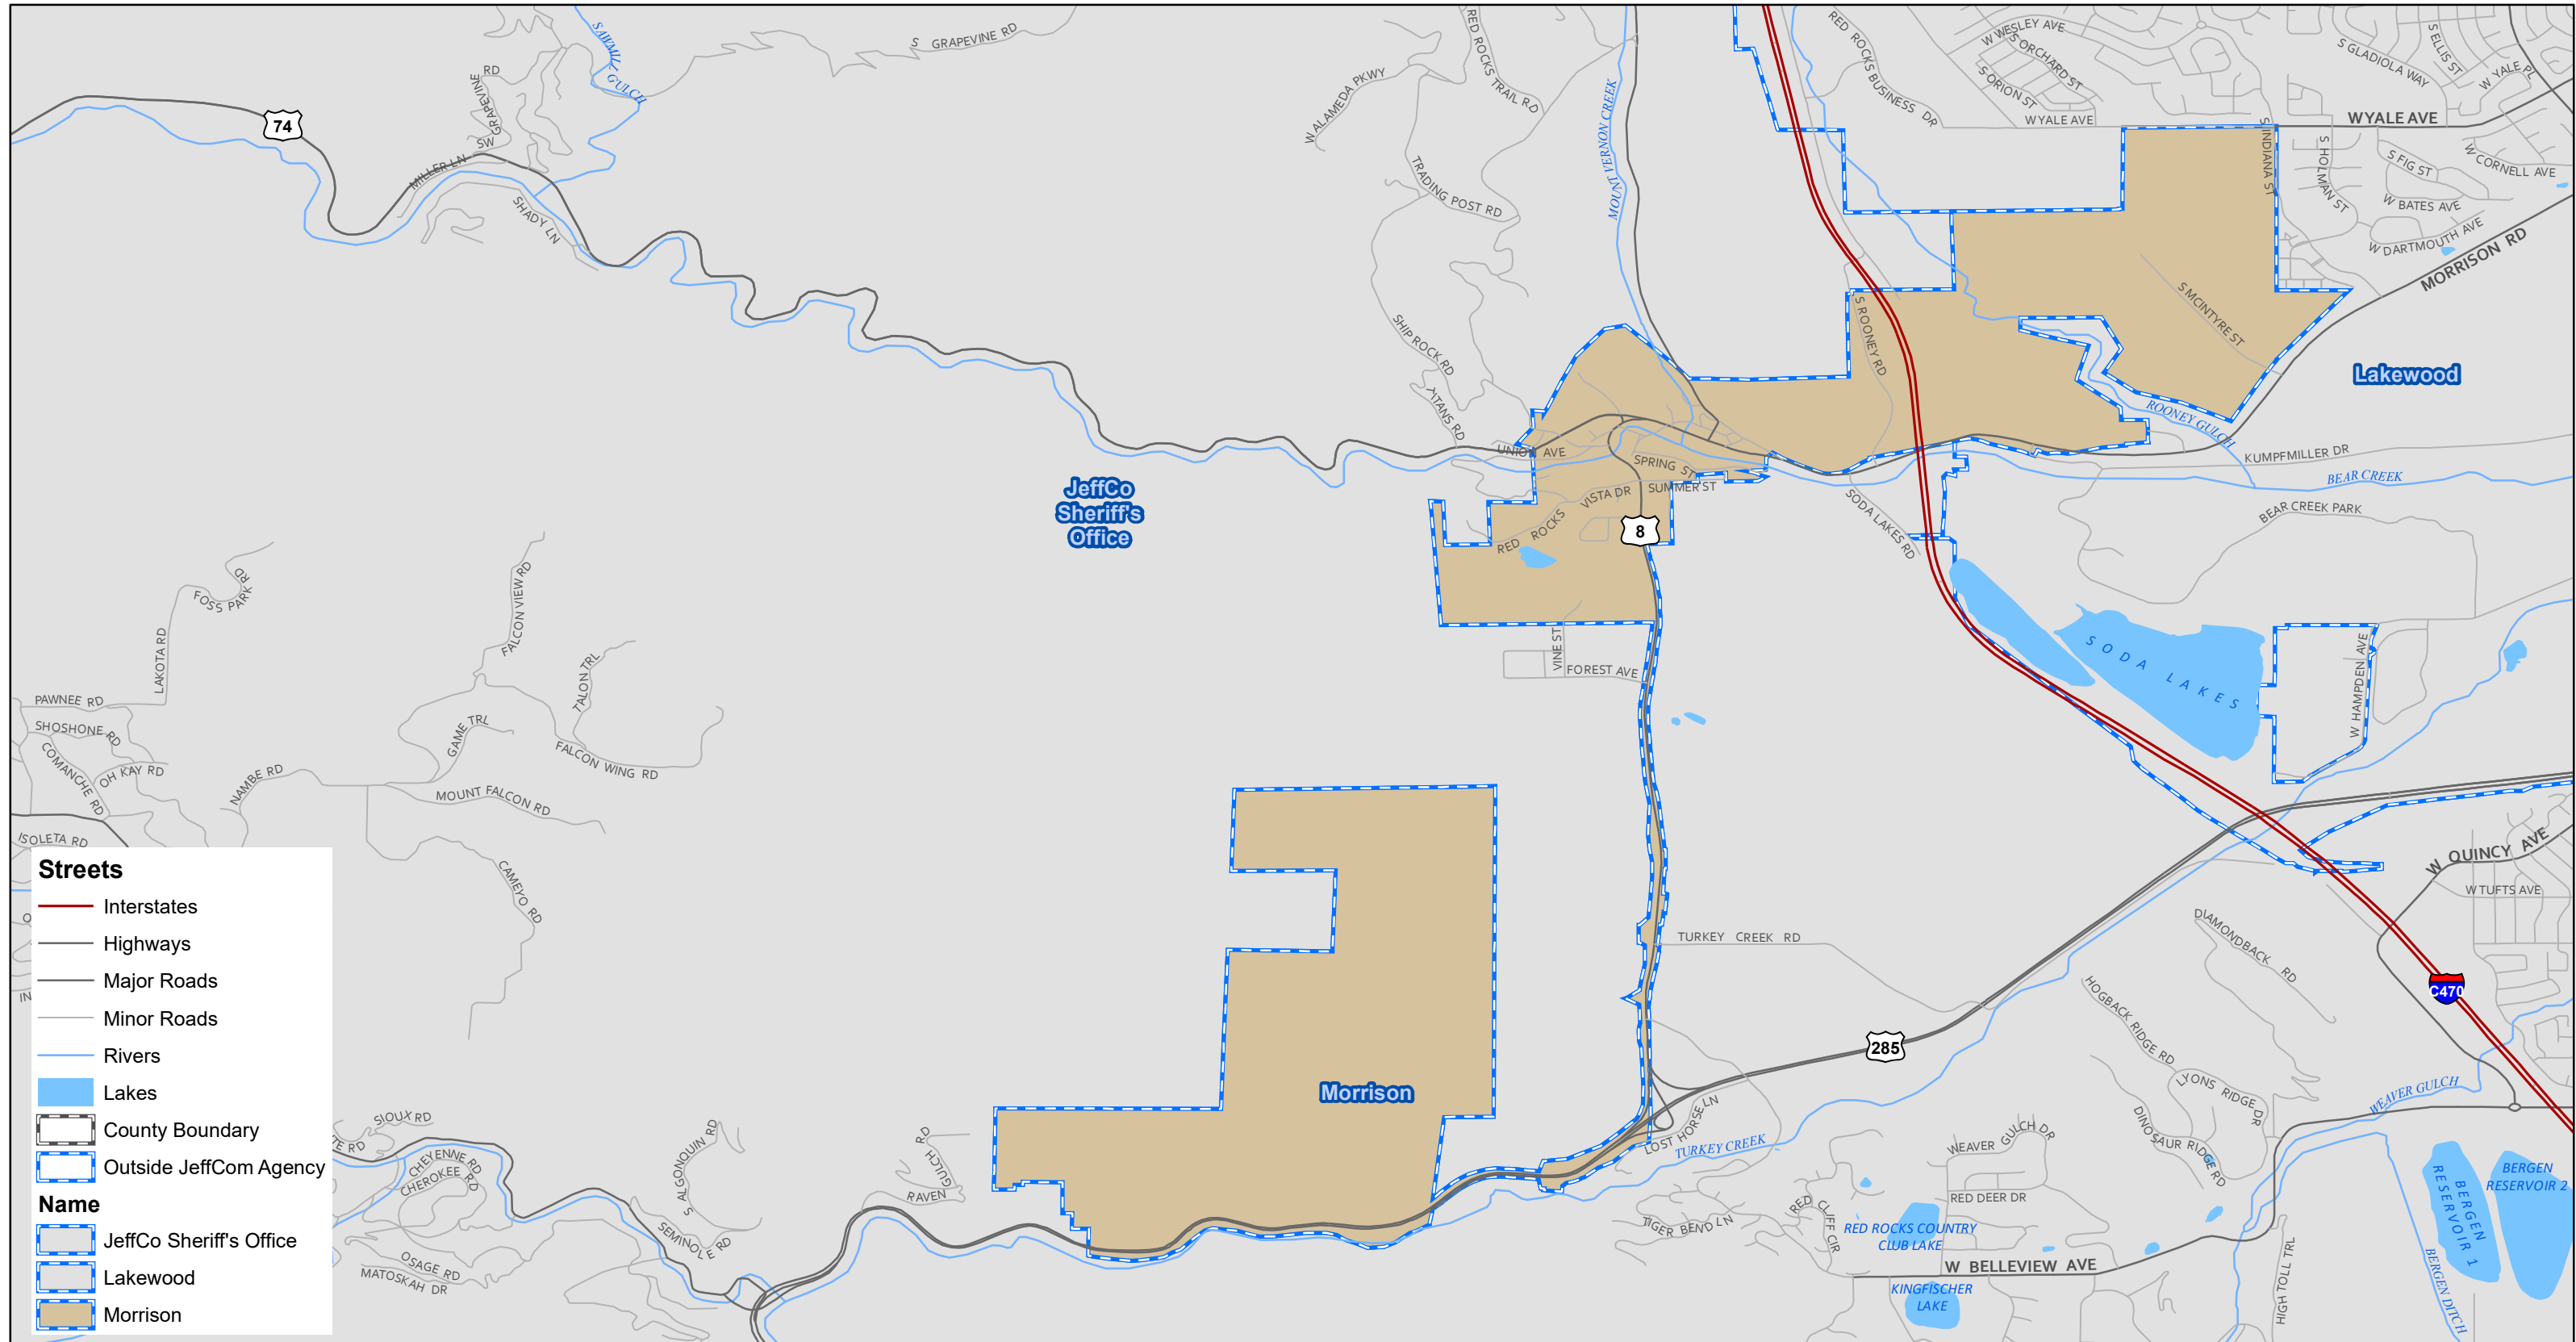 SAWMILL GULCH
S GRAPEVINE RD
GRAPEVINE RD
SW
74
MILLER LN
SHADY LN
RED ROCKS TRAIL RD
W ALAMEDA PKWY
MOUNT VERNON CREEK
TRADING POST RD
RED ROCKS BUSINESS DR
W WESLEY AVE
S ORCHARD ST
S ORION ST
S GLADIOLA WAY
S ELLIS ST
W YALE PL
WYALE AVE
WYALE AVE
S INDIANA ST
S HOLMAN ST
S FIG ST
W CORNELL AVE
W BATES AVE
W DARTMOUTH AVE
MORRISON RD
S MCINTYRE ST
S ROONEY RD
SHIP ROCK RD
TITANS RD
Lakewood
ROONEY GULCH
UNION AVE
SPRING ST
VISTA DR
SUMMER ST
RED ROCKS
8
KUMPFMILLER DR
BEAR CREEK
BEAR CREEK PARK
SODA LAKES RD
JeffCo
Sheriff's
Office
FOSS PARK RD
LAKOTA RD
FALCON VIEW RD
TALON TRL
VINE ST
FOREST AVE
SODA LAKES
W HAMPDEN AVE
PAWNEE RD
SHOSHONE RD
COMANCHE RD
OH KAY RD
NAMBE RD
GAME TRL
FALCON WING RD
MOUNT FALCON RD
ISOLETA RD
CAMEYO RD
W QUINCY AVE
W TUFTS AVE
TURKEY CREEK RD
DIAMONDBACK RD
C470
HOGBACK RIDGE RD
285
LYONS RIDGE DR
DINOSAUR RIDGE RD
WEAVER GULCH
Morrison
LOST HORSE LN
TURKEY CREEK
WEAVER GULCH DR
RED DEER DR
TIGER BEND LN
RED CLIFF CIR
RED ROCKS COUNTRY
CLUB LAKE
W BELLEVIEW AVE
KINGFISCHER
LAKE
HIGH TOLL TRL
BERGEN
RESERVOIR 1
BERGEN
RESERVOIR 2
BERGEN DITCH
SIOUX RD
CHEYENNE RD
CHEROKEE RD
S ALGONQUIN RD
SEMINOLE RD
OSAGE RD
MATOSKAH DR
RAVEN GULCH RD
Streets
Interstates
Highways
Major Roads
Minor Roads
Rivers
Lakes
County Boundary
Outside JeffCom Agency
Name
JeffCo Sheriff's Office
Lakewood
Morrison